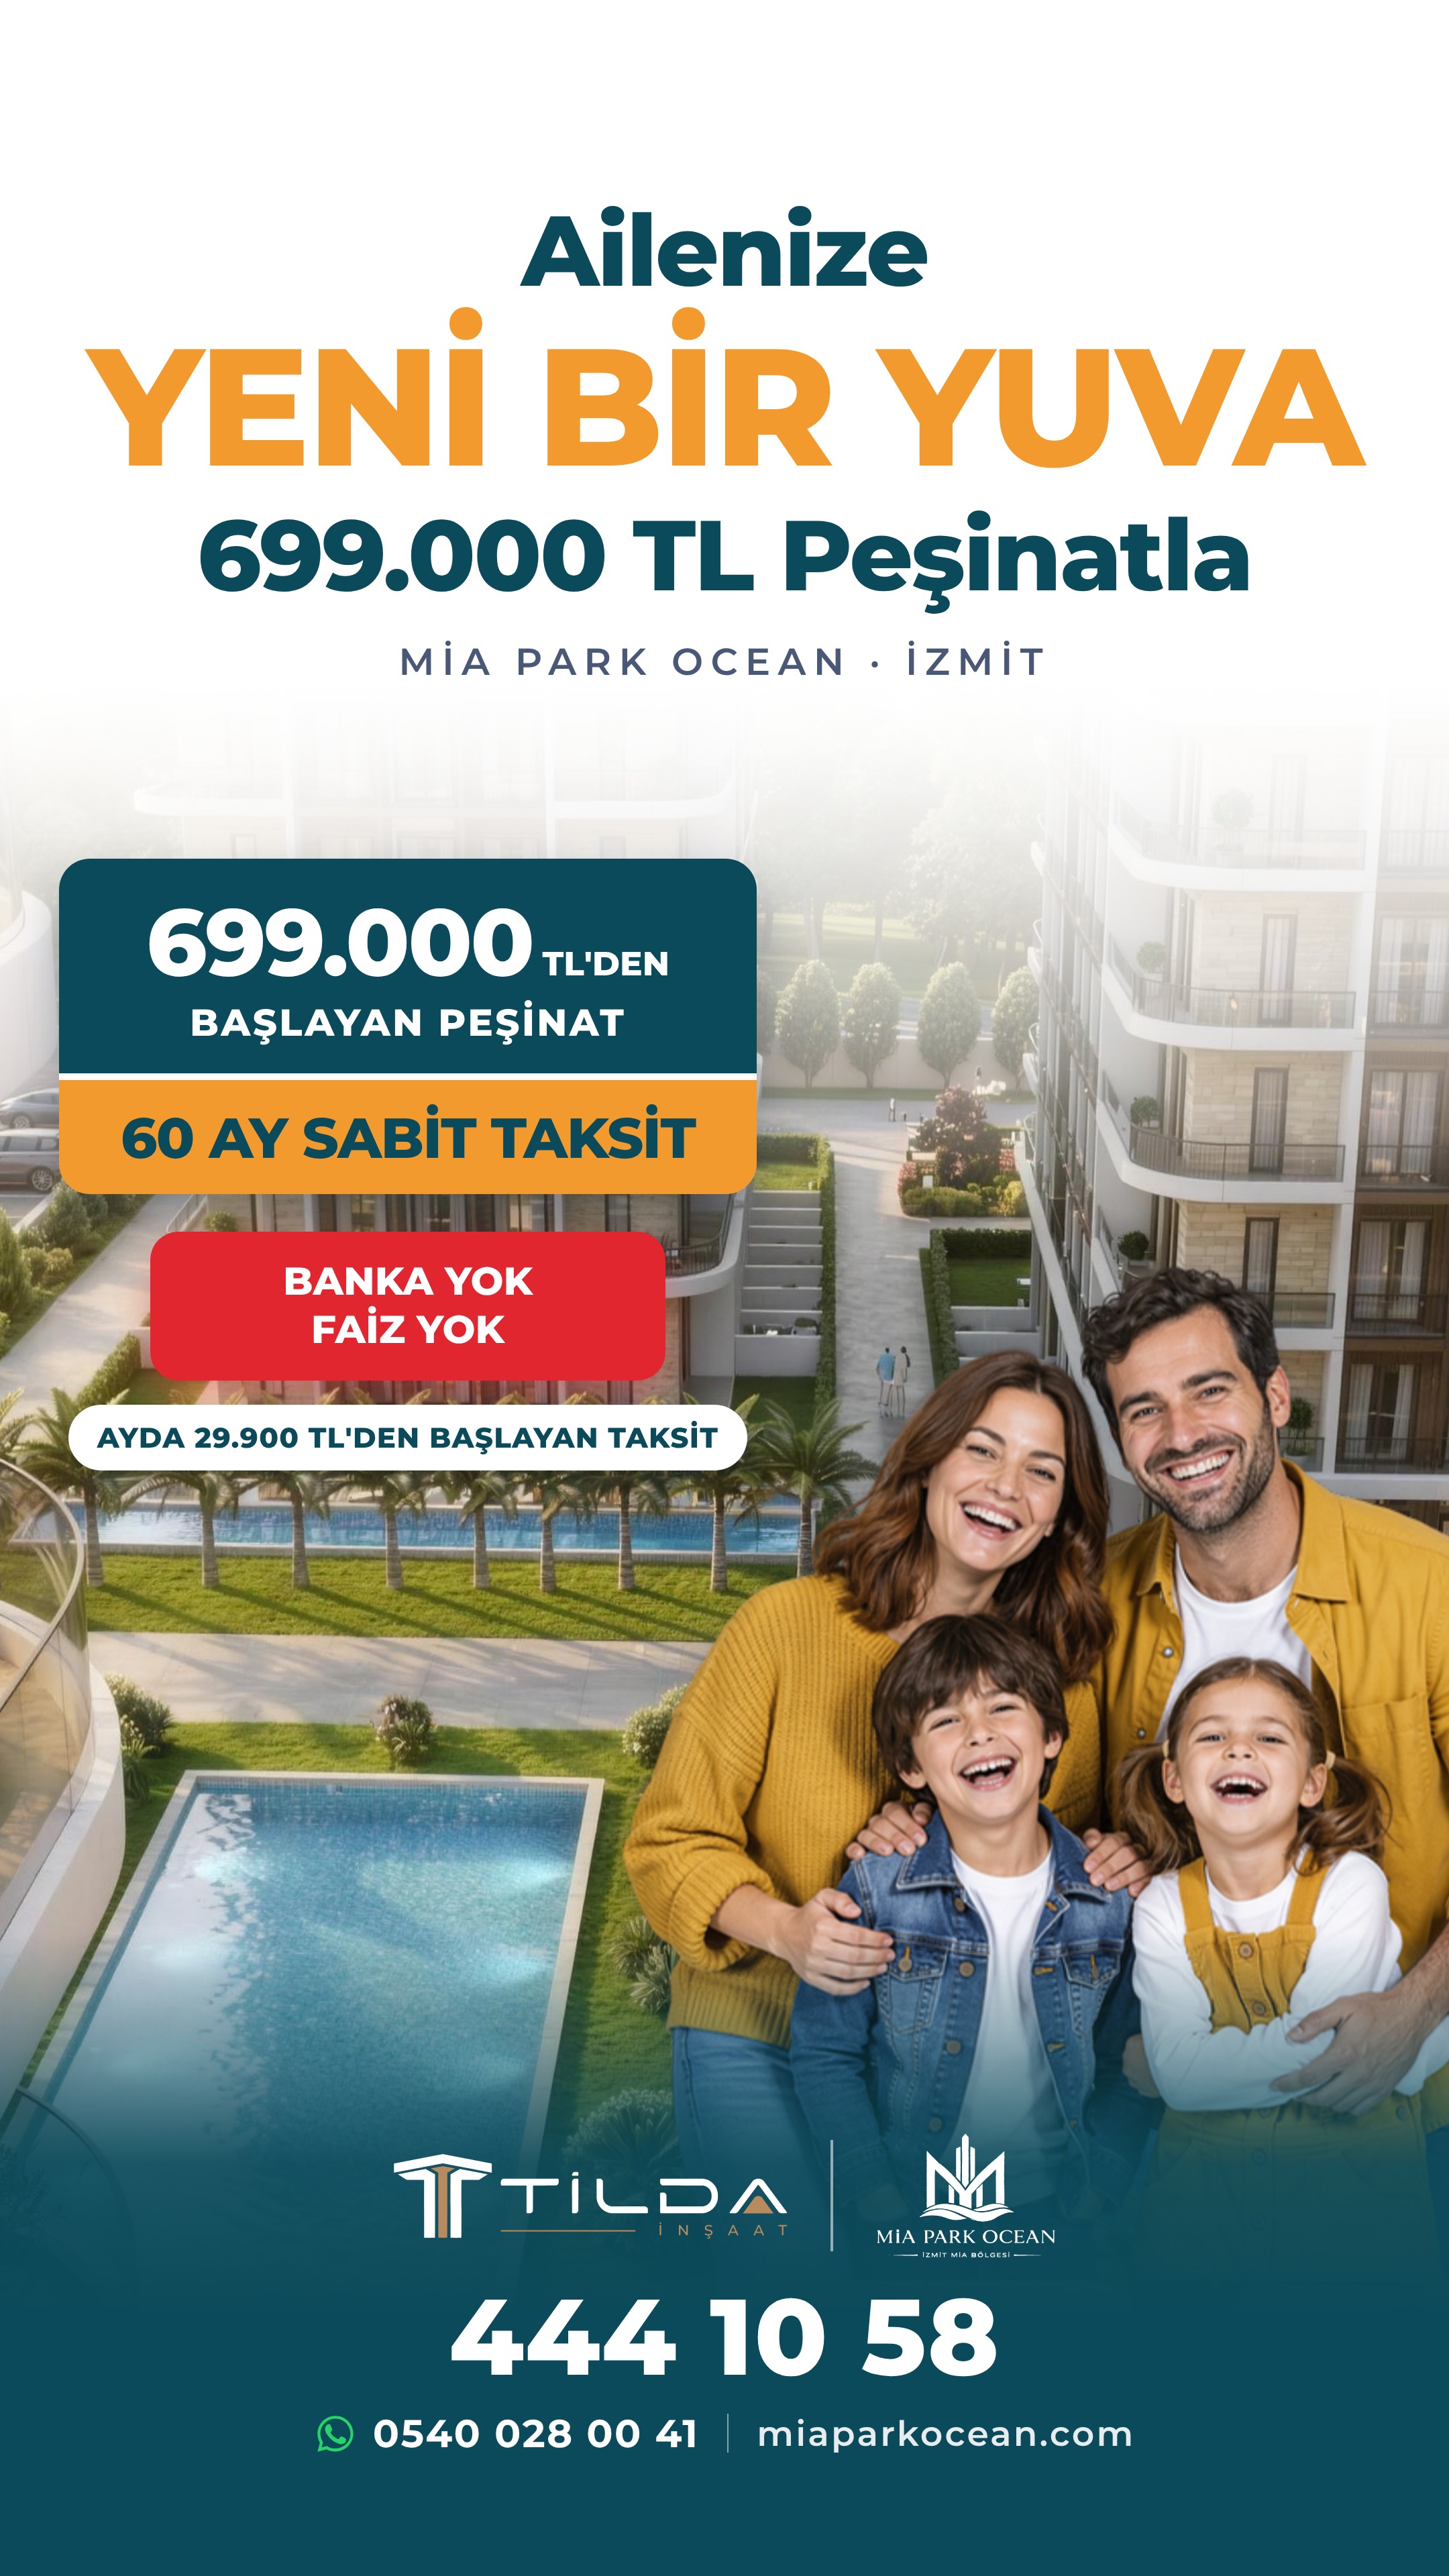 Ailenize
YENİ BİR YUVA
699.000 TL Peşinatla
MİA PARK OCEAN · İZMİT
699.000 TL'DEN
BAŞLAYAN PEŞİNAT
60 AY SABİT TAKSİT
BANKA YOK
FAİZ YOK
AYDA 29.900 TL'DEN BAŞLAYAN TAKSİT
TİLDA
İNŞAAT
MİA PARK OCEAN
İZMİT MİA BÖLGESİ
444 10 58
0540 028 00 41
miaparkocean.com